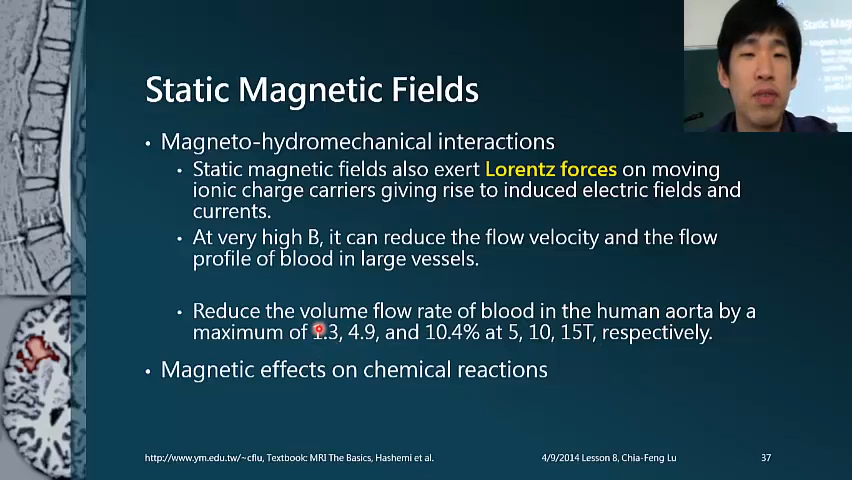 Static Magnetic Fields
• Magneto-hydromechanical interactions
• Static magnetic fields also exert Lorentz forces on moving
ionic charge carriers giving rise to induced electric fields and
currents.
• At very high B, it can reduce the flow velocity and the flow
profile of blood in large vessels.
• Reduce the volume flow rate of blood in the human aorta by a
maximum of 1.3, 4.9, and 10.4% at 5, 10, 15T, respectively.
• Magnetic effects on chemical reactions
http://www.ym.edu.tw/~cflu, Textbook: MRI The Basics, Hashemi et al.
4/9/2014 Lesson 8, Chia-Feng Lu
37